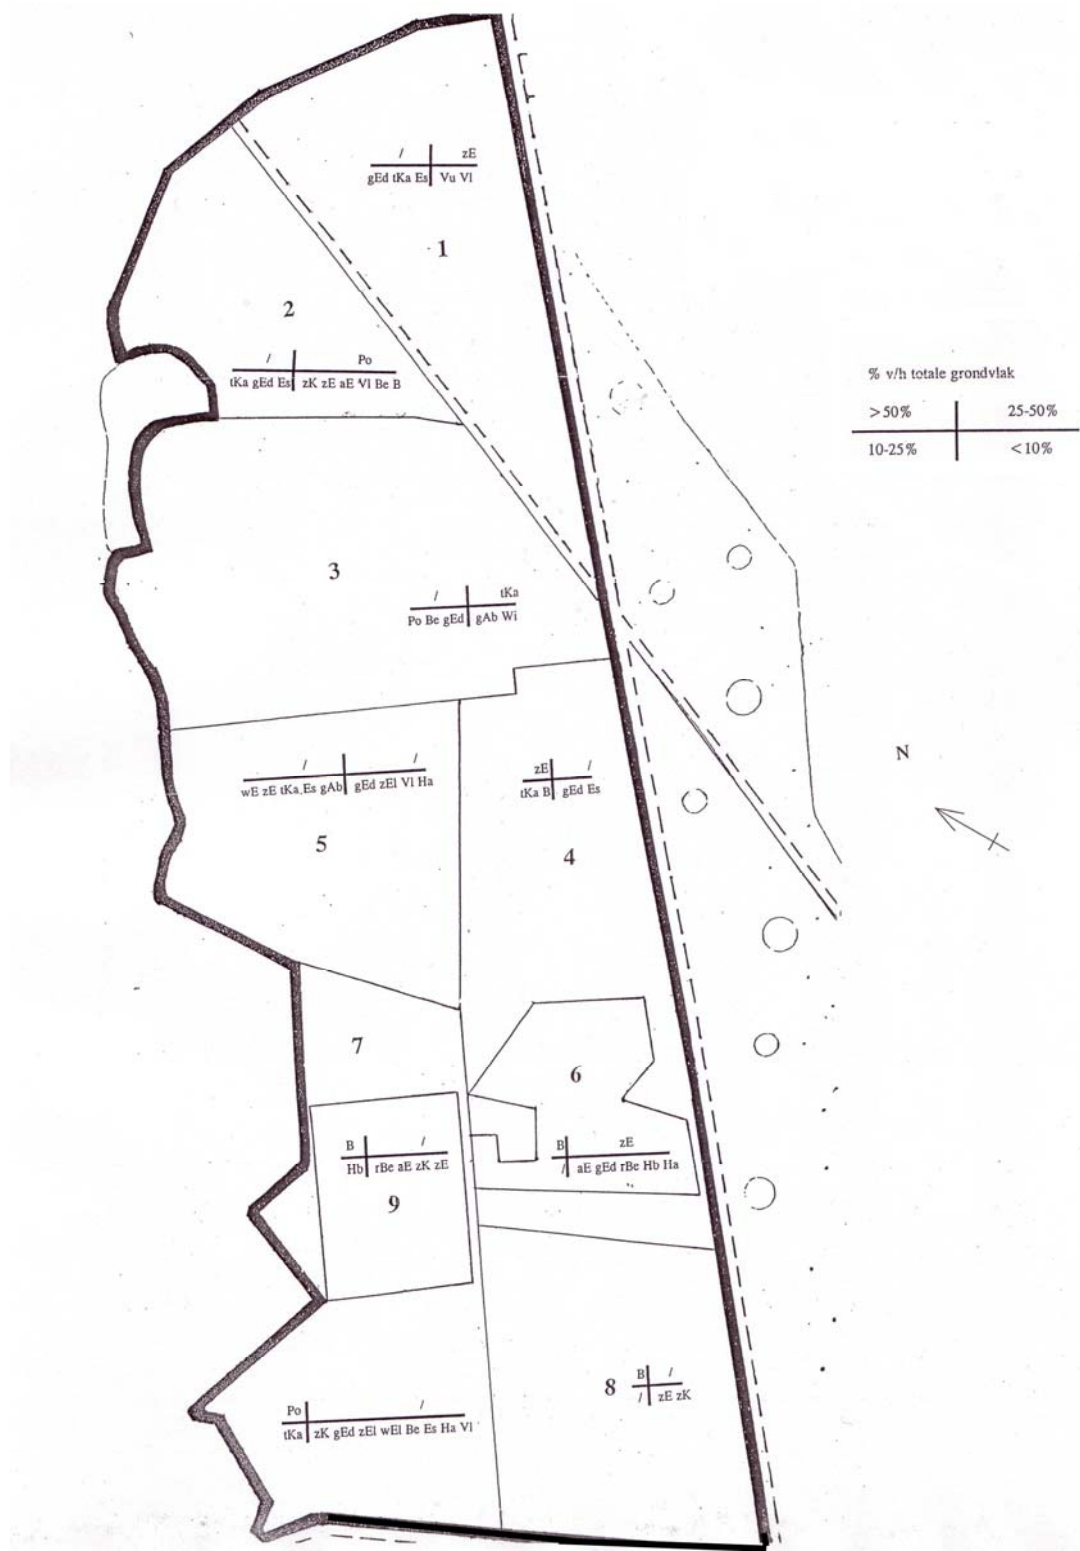 / zE
gEd tKa Es Vu Vl
1
2
/ Po
tKa gEd Es zK zE aE Vl Be B
% v/h totale grondvlak
>50% 25-50%
10-25% <10%
3
/ tKa
Po Be gEd gAb Wi
/ /
wE zE tKa, Es gAb gEd zEl Vl Ha
zE /
tKa B gEd Es
N
5
4
7
6
B /
Hb rBe aE zK zE
B zE
/ aE gEd rBe Hb Ha
9
8
B /
/ zE zK
Po /
tKa zK gEd zEl wEl Be Es Ha Vl